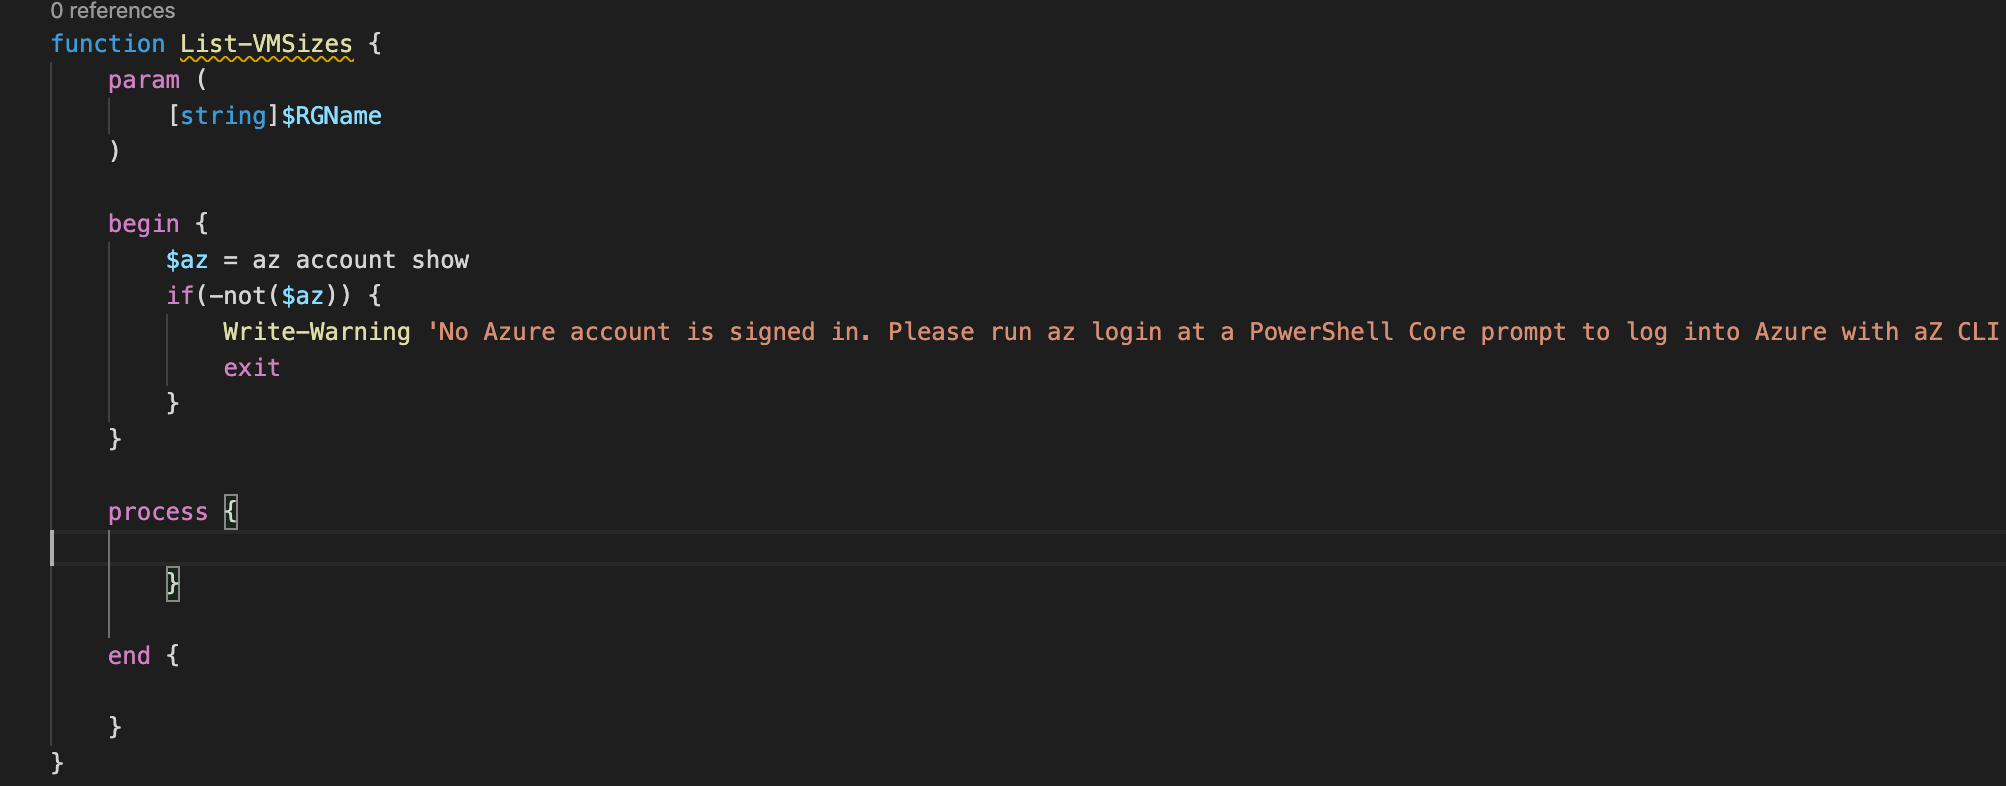 0 references
function List-VMSizes {
    param (
        [string]$RGName
    )

    begin {
        $az = az account show
        if(-not($az)) {
            Write-Warning 'No Azure account is signed in. Please run az login at a PowerShell Core prompt to log into Azure with aZ CLI
            exit
        }
    }

    process {

        }

    end {

    }
}